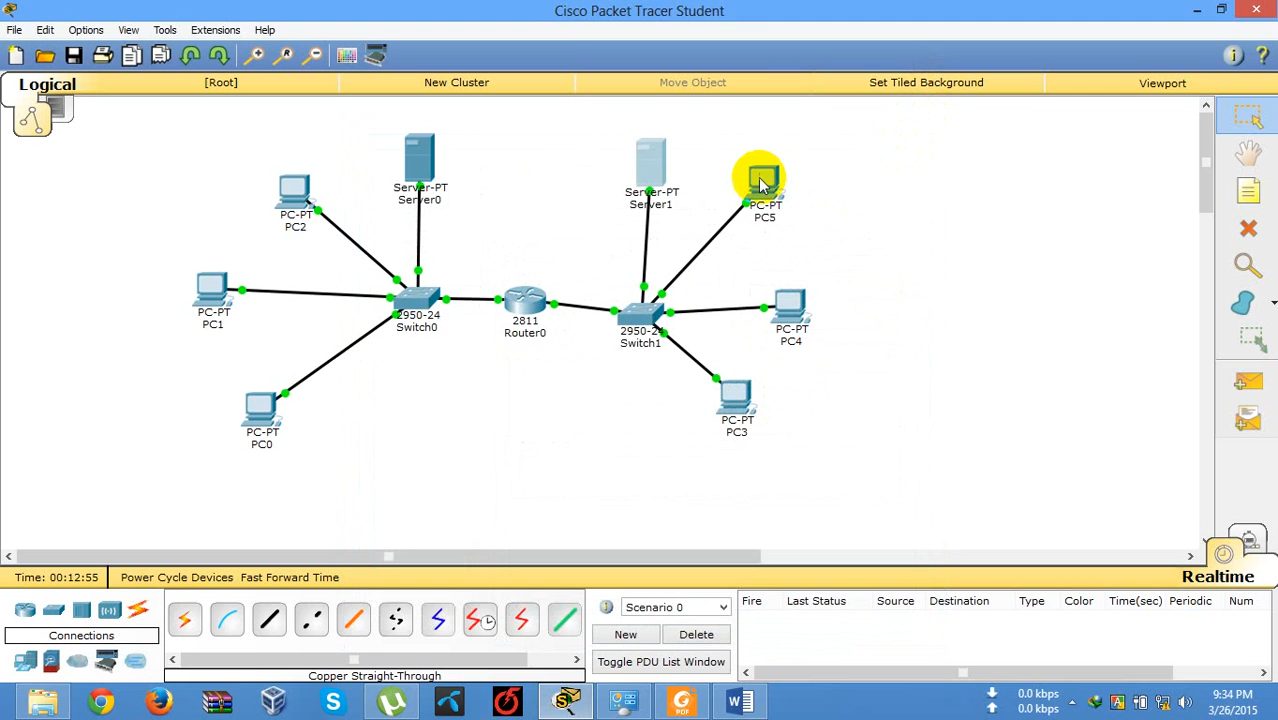 Cisco Packet Tracer Student
File Edit Options View Tools Extensions Help
Logical
[Root]
New Cluster
Move Object
Set Tiled Background
Viewport
Server-PT
Server0
Server-PT
Server1
PC-PT
PC2
PC-PT
PC5
PC-PT
PC1
2950-24
Switch0
2811
Router0
2950-24
Switch1
PC-PT
PC4
PC-PT
PC3
PC-PT
PC0
Time: 00:12:55 Power Cycle Devices Fast Forward Time
Realtime
Scenario 0
Fire Last Status Source Destination Type Color Time(sec) Periodic Num
Connections
New
Delete
Toggle PDU List Window
Copper Straight-Through
0.0 kbps
0.0 kbps
9:34 PM
3/26/2015